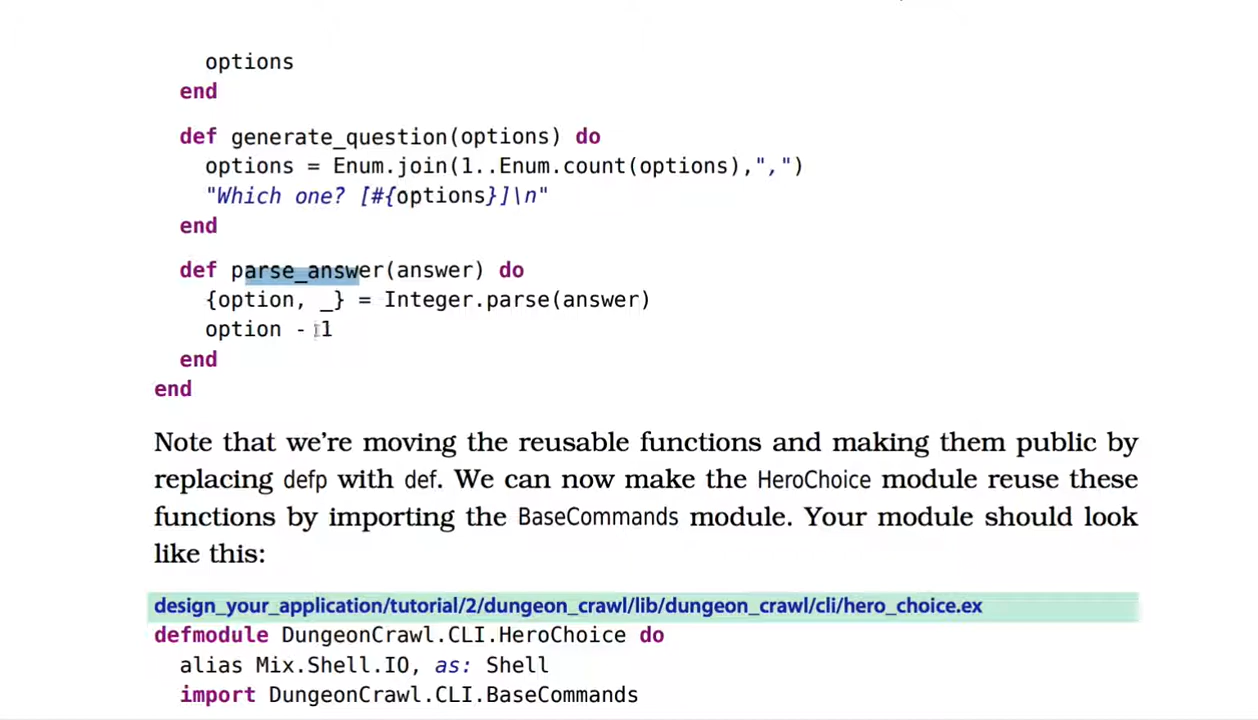 options
end
def generate_question(options) do
options = Enum.join(1..Enum.count(options),",")
"Which one? [#{options}]\n"
end
def parse_answer(answer) do
{option, _} = Integer.parse(answer)
option - 1
end
end
Note that we're moving the reusable functions and making them public by
replacing defp with def. We can now make the HeroChoice module reuse these
functions by importing the BaseCommands module. Your module should look
like this:
design_your_application/tutorial/2/dungeon_crawl/lib/dungeon_crawl/cli/hero_choice.ex
defmodule DungeonCrawl.CLI.HeroChoice do
alias Mix.Shell.IO, as: Shell
import DungeonCrawl.CLI.BaseCommands